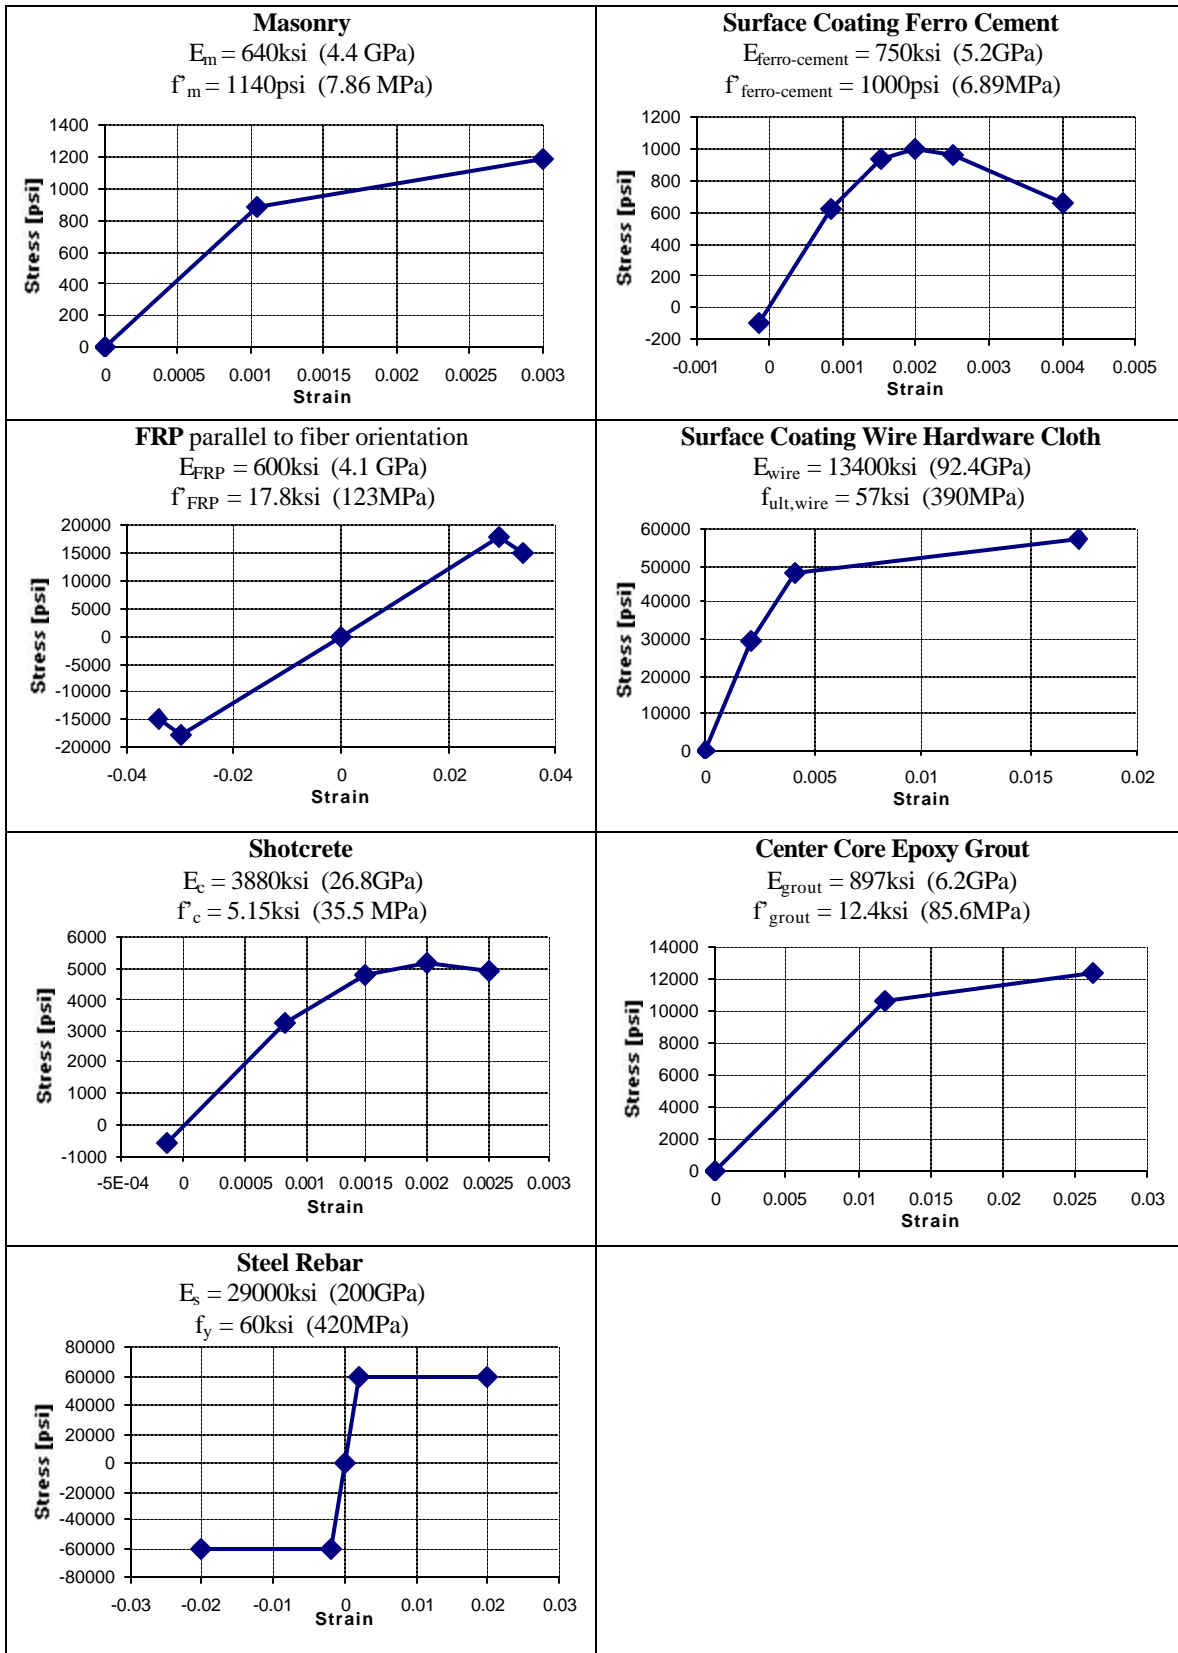 Masonry
Em = 640ksi (4.4 GPa)
f'm = 1140psi (7.86 MPa)
Stress [psi]
1400
1200
1000
800
600
400
200
0
0 0.0005 0.001 0.0015 0.002 0.0025 0.003
Strain
Surface Coating Ferro Cement
Eferro-cement = 750ksi (5.2GPa)
f'ferro-cement = 1000psi (6.89MPa)
Stress [psi]
1200
1000
800
600
400
200
0
-200
-0.001 0 0.001 0.002 0.003 0.004 0.005
Strain
FRP parallel to fiber orientation
EFRP = 600ksi (4.1 GPa)
f'FRP = 17.8ksi (123MPa)
Stress [psi]
20000
15000
10000
5000
0
-5000
-10000
-15000
-20000
-0.04 -0.02 0 0.02 0.04
Strain
Surface Coating Wire Hardware Cloth
Ewire = 13400ksi (92.4GPa)
fult,wire = 57ksi (390MPa)
Stress [psi]
60000
50000
40000
30000
20000
10000
0
0 0.005 0.01 0.015 0.02
Strain
Shotcrete
Ec = 3880ksi (26.8GPa)
f'c = 5.15ksi (35.5 MPa)
Stress [psi]
6000
5000
4000
3000
2000
1000
0
-1000
-5E-04 0 0.0005 0.001 0.0015 0.002 0.0025 0.003
Strain
Center Core Epoxy Grout
Egrout = 897ksi (6.2GPa)
f'grout = 12.4ksi (85.6MPa)
Stress [psi]
14000
12000
10000
8000
6000
4000
2000
0
0 0.005 0.01 0.015 0.02 0.025 0.03
Strain
Steel Rebar
Es = 29000ksi (200GPa)
fy = 60ksi (420MPa)
Stress [psi]
80000
60000
40000
20000
0
-20000
-40000
-60000
-80000
-0.03 -0.02 -0.01 0 0.01 0.02 0.03
Strain